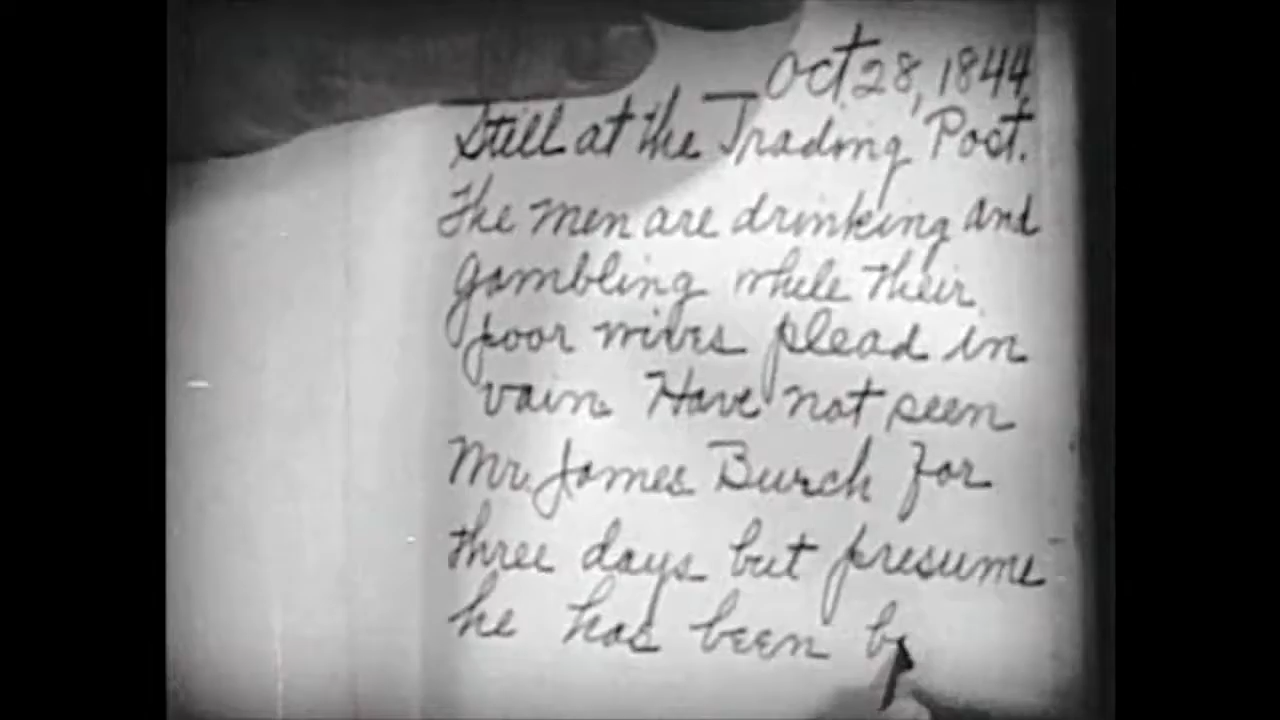 Oct 28, 1844
Still at the Trading Post.
The men are drinking and
gambling while their
poor wives plead in
vain. Have not seen
Mr. James Burch for
three days but presume
he has been b